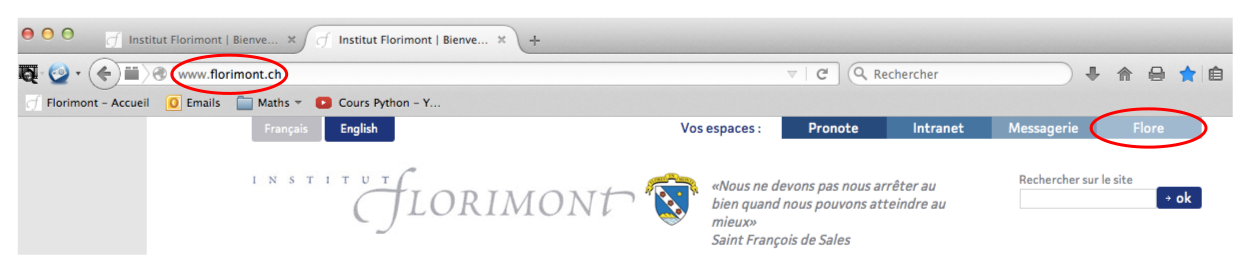 Institut Florimont | Bienve... × Institut Florimont | Bienve... × +
www.florimont.ch Rechercher
Florimont – Accueil Emails Maths Cours Python – Y...
Français English Vos espaces : Pronote Intranet Messagerie Flore
INSTITUT
FLORIMONT
«Nous ne devons pas nous arrêter au
bien quand nous pouvons atteindre au
mieux»
Saint François de Sales
Rechercher sur le site
→ ok